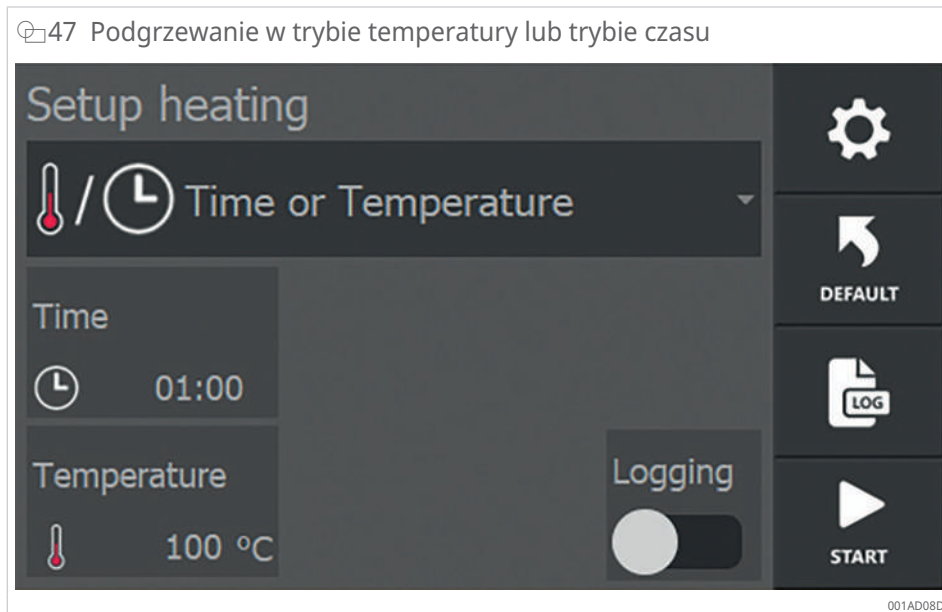 47 Podgrzewanie w trybie temperatury lub trybie czasu
Setup heating
/ Time or Temperature
Time
01:00
Temperature
100 °C
Logging
DEFAULT
LOG
START
001AD08D